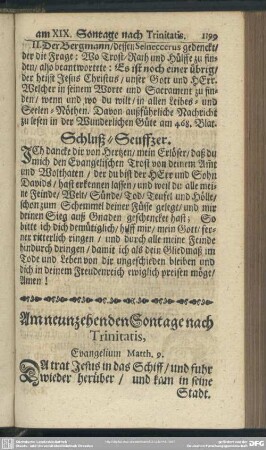 am XIX. Sontage nach Trinitatis. 1199
II. Der Bergmann/ dessen Selneccerus gedenckt/
der die Frage: Wo Trost/ Rath und Hülffe zu fin-
den/ also beantwortete: Es ist noch einer übrig/
der heist Jesus Christus/ unser Gott und HErr.
Welcher in seinem Worte und Sacrament zu fin-
den/ wenn und wo du wilt/ in allen Leibes- und
Seelen-Nöthen. Davon ausführliche Nachricht
zu lesen in der Wunderlichen Güte am 468. Blat.
Schluß-Seuffzer.
ICh dancke dir von Hertzen/ mein Erlöser/ daß du
mich den Evangelischen Trost von deinem Amt
und Wolthaten/ der du bist der HErr und Sohn
Davids/ hast erkennen lassen/ und weil du alle mei-
ne Feinde/ Welt/ Sünde/ Tod/ Teufel und Hölle/
schon zum Schemmel deiner Füsse gelegt/ und mir
deinen Sieg auß Gnaden geschencket hast; So
bitte ich dich demütiglich/ hilff mir/ mein Gott/ fer-
ner ritterlich ringen/ und durch alle meine Feinde
hindurch dringen/ damit ich als dein Gliedmaß im
Tode und Leben von dir ungeschieden bleiben und
dich in deinem Freudenreich ewiglich preisen möge/
Amen!
Am neunzehenden Sontage nach
Trinitatis,
Evangelium Matth. 9.
DA trat Jesus in das Schiff/ und fuhr
wieder herüber/ und kam in seine
Stadt.